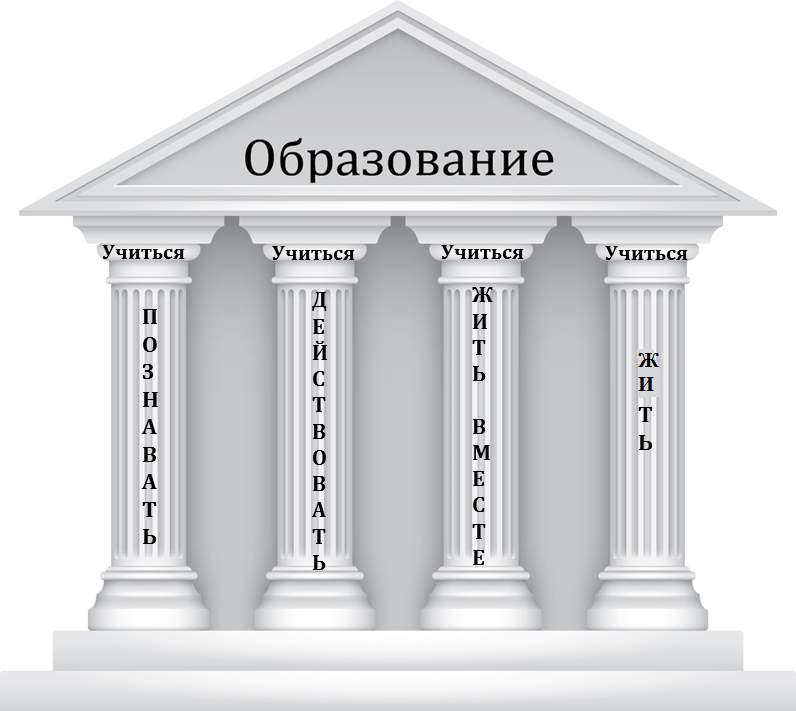 Образование
Учиться
ПОЗНАВАТЬ
Учиться
ДЕЙСТВОВАТЬ
Учиться
ЖИТЬ ВМЕСТЕ
Учиться
ЖИТЬ